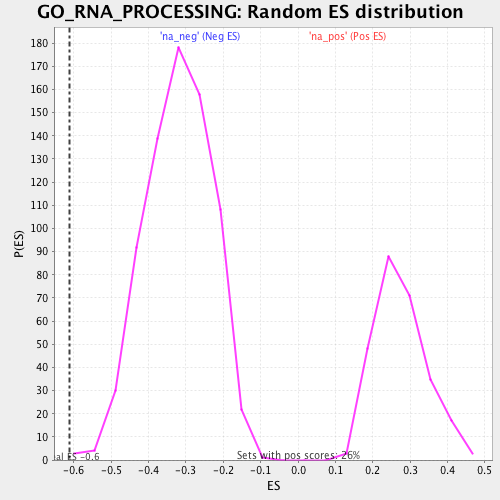 GO_RNA_PROCESSING: Random ES distribution
'na_neg' (Neg ES) 'na_pos' (Pos ES)
P(ES)
180
170
160
150
140
130
120
110
100
90
80
70
60
50
40
30
20
10
0
al ES -0.6
Sets with pos scores: 26%
-0.6 -0.5 -0.4 -0.3 -0.2 -0.1 0.0 0.1 0.2 0.3 0.4 0.5
ES